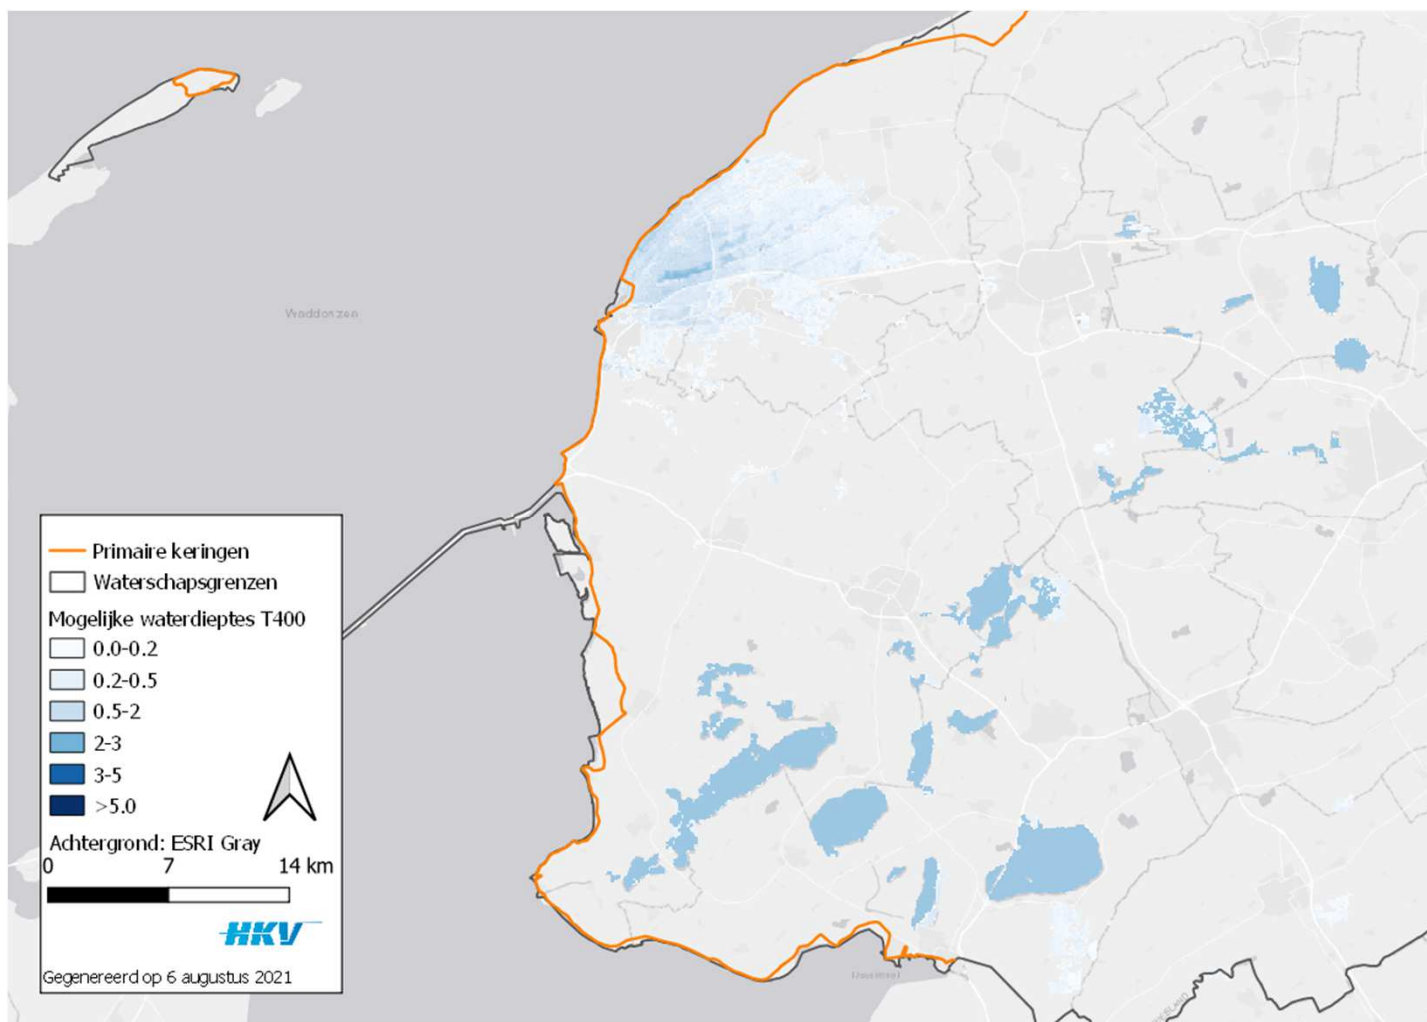 Waddenzee
Primaire keringen
Waterschapsgrenzen
Mogelijke waterdieptes T400
0.0-0.2
0.2-0.5
0.5-2
2-3
3-5
>5.0
Achtergrond: ESRI Gray
0 7 14 km
HKV
Gegenereerd op 6 augustus 2021